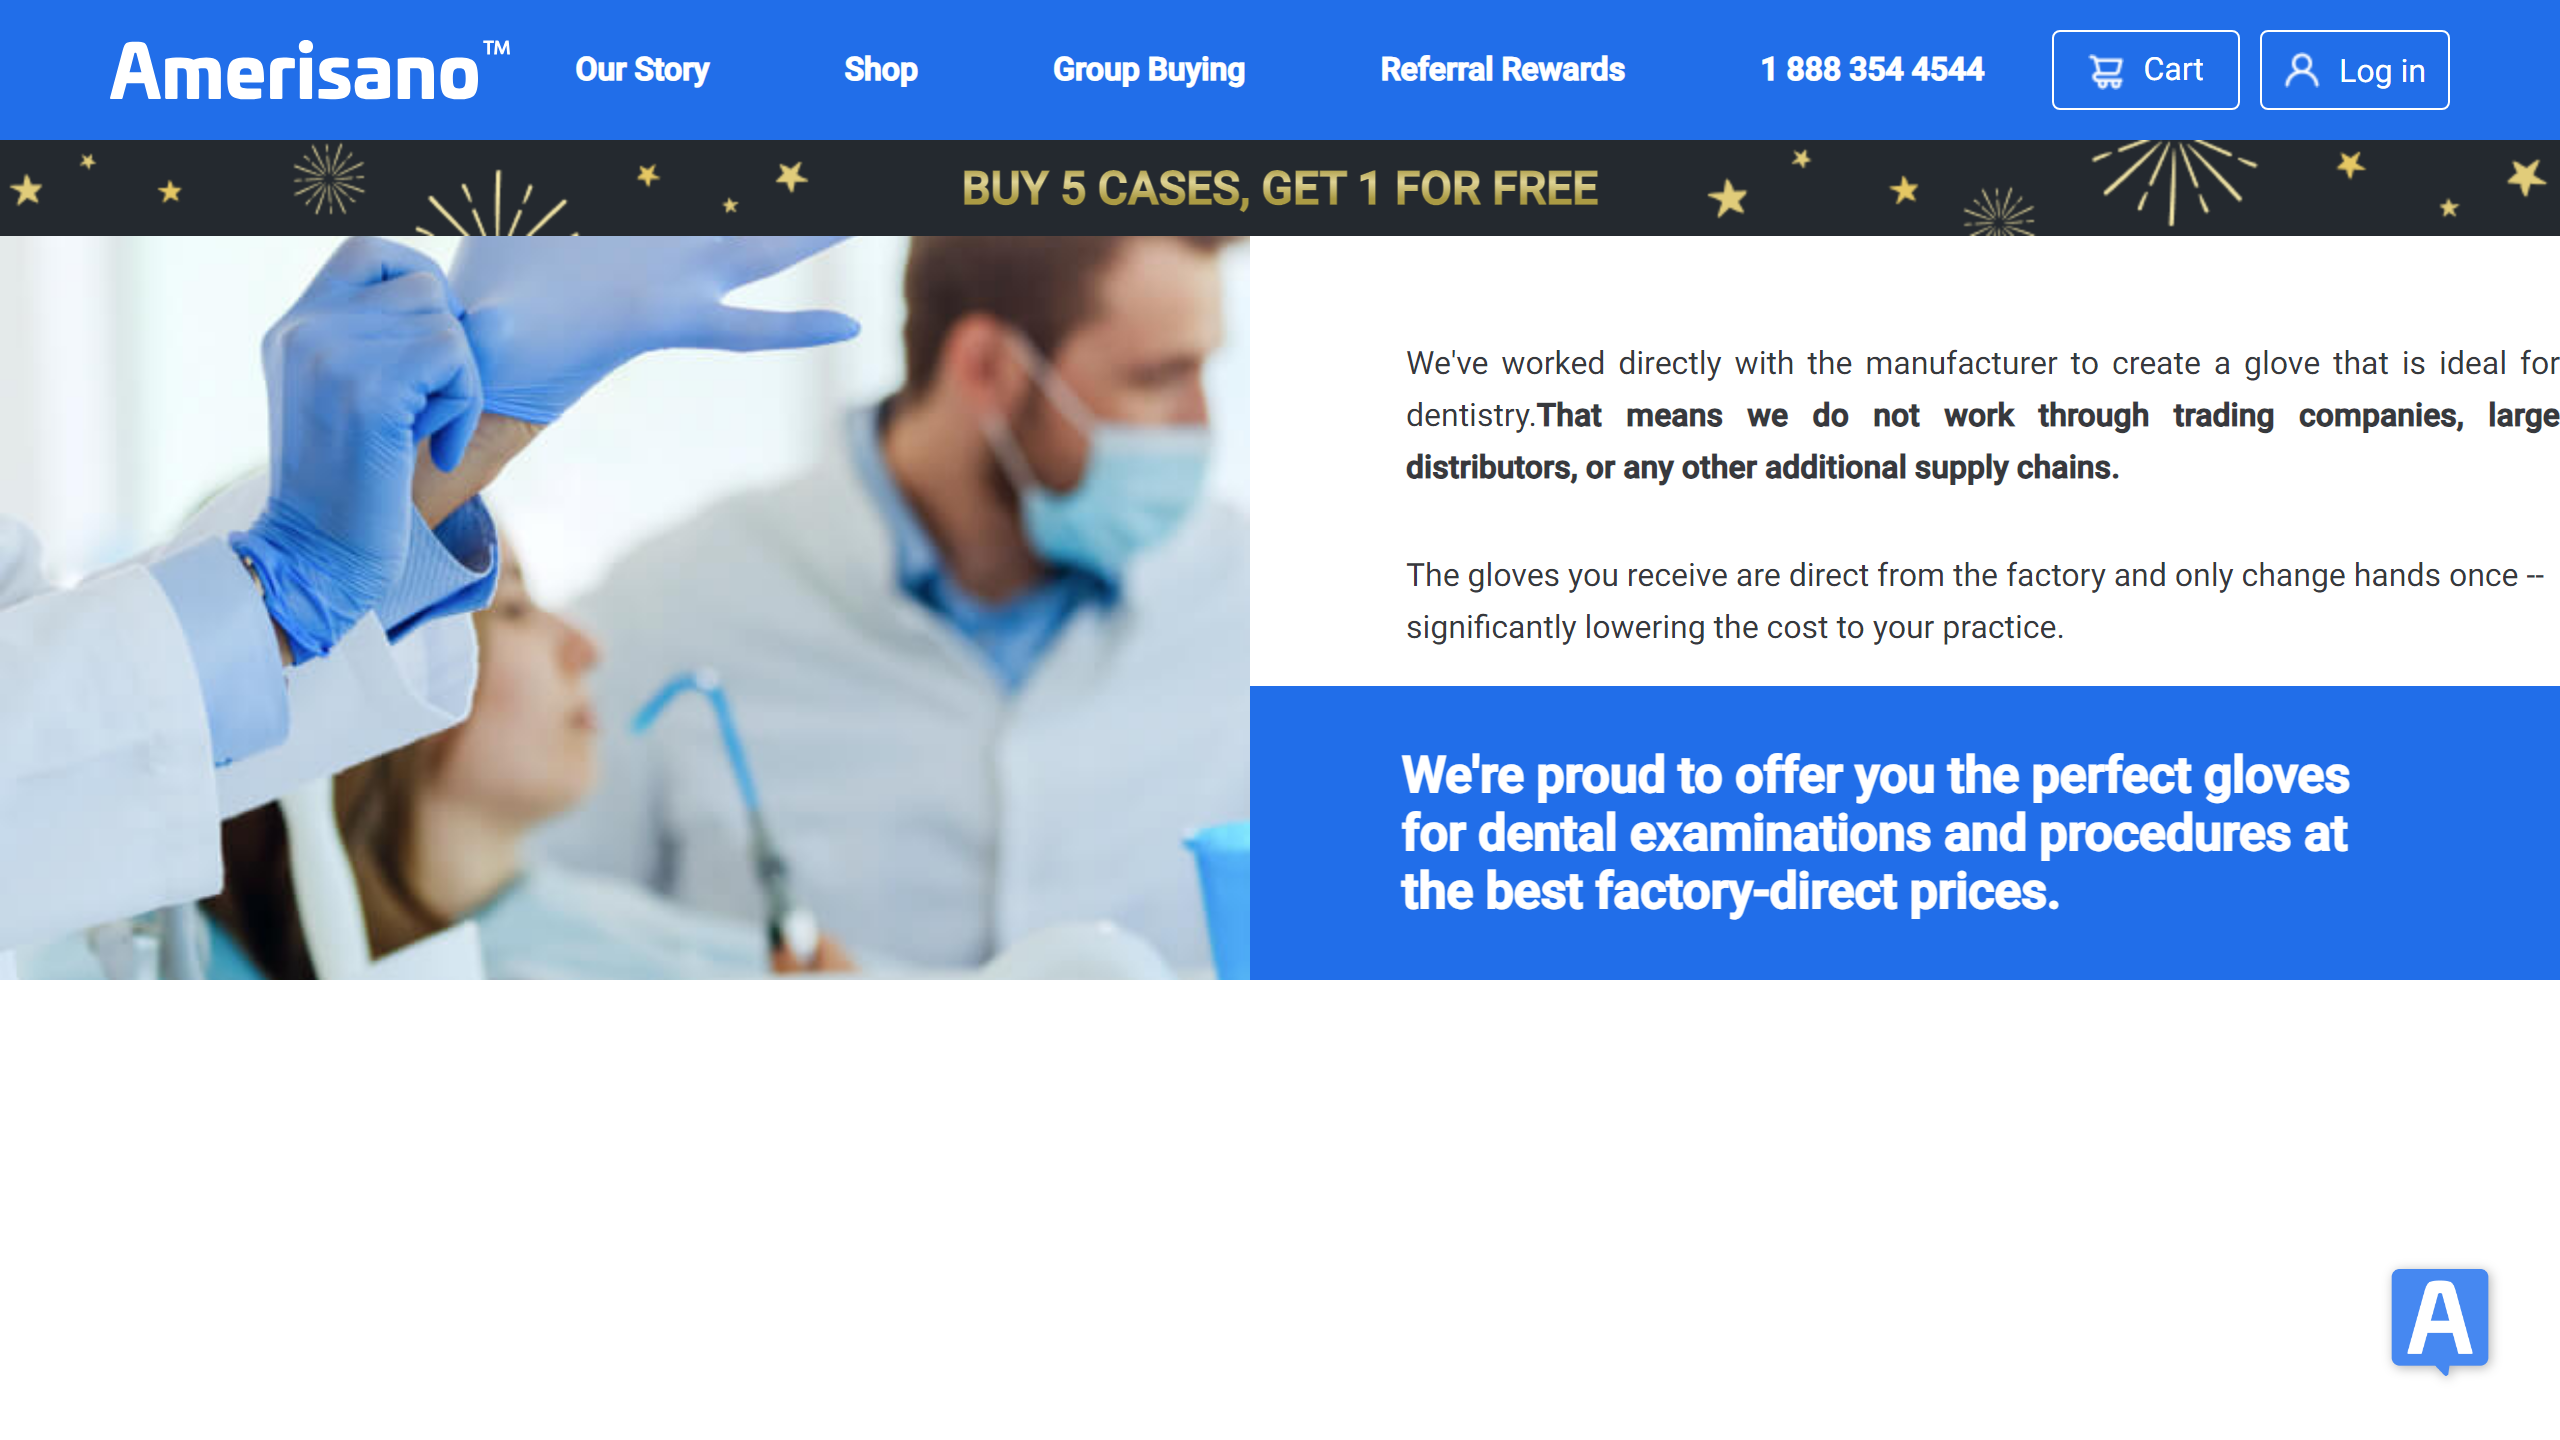 Amerisano™
Our Story
Shop
Group Buying
Referral Rewards
1 888 354 4544
Cart
Log in
BUY 5 CASES, GET 1 FOR FREE
We've worked directly with the manufacturer to create a glove that is ideal for
dentistry.That means we do not work through trading companies, large
distributors, or any other additional supply chains.
The gloves you receive are direct from the factory and only change hands once --
significantly lowering the cost to your practice.
We're proud to offer you the perfect gloves
for dental examinations and procedures at
the best factory-direct prices.
A